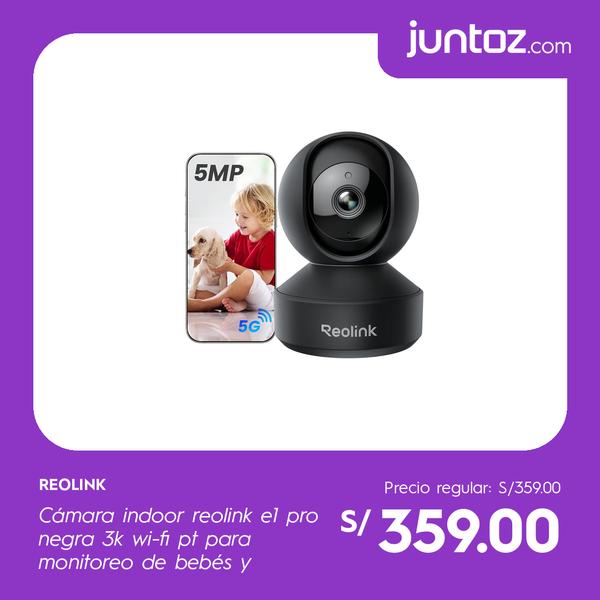 juntoz.com
5MP
5G
Reolink
REOLINK
Cámara indoor reolink e1 pro
negra 3k wi-fi pt para
monitoreo de bebés y
Precio regular: S/359.00
S/ 359.00